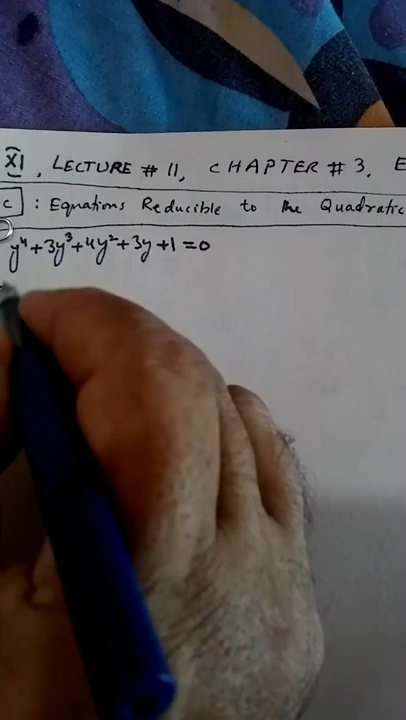 XI, LECTURE # 11, CHAPTER # 3, E
C : Equations Reducible to the Quadratic
y⁴+3y³+4y²+3y+1=0